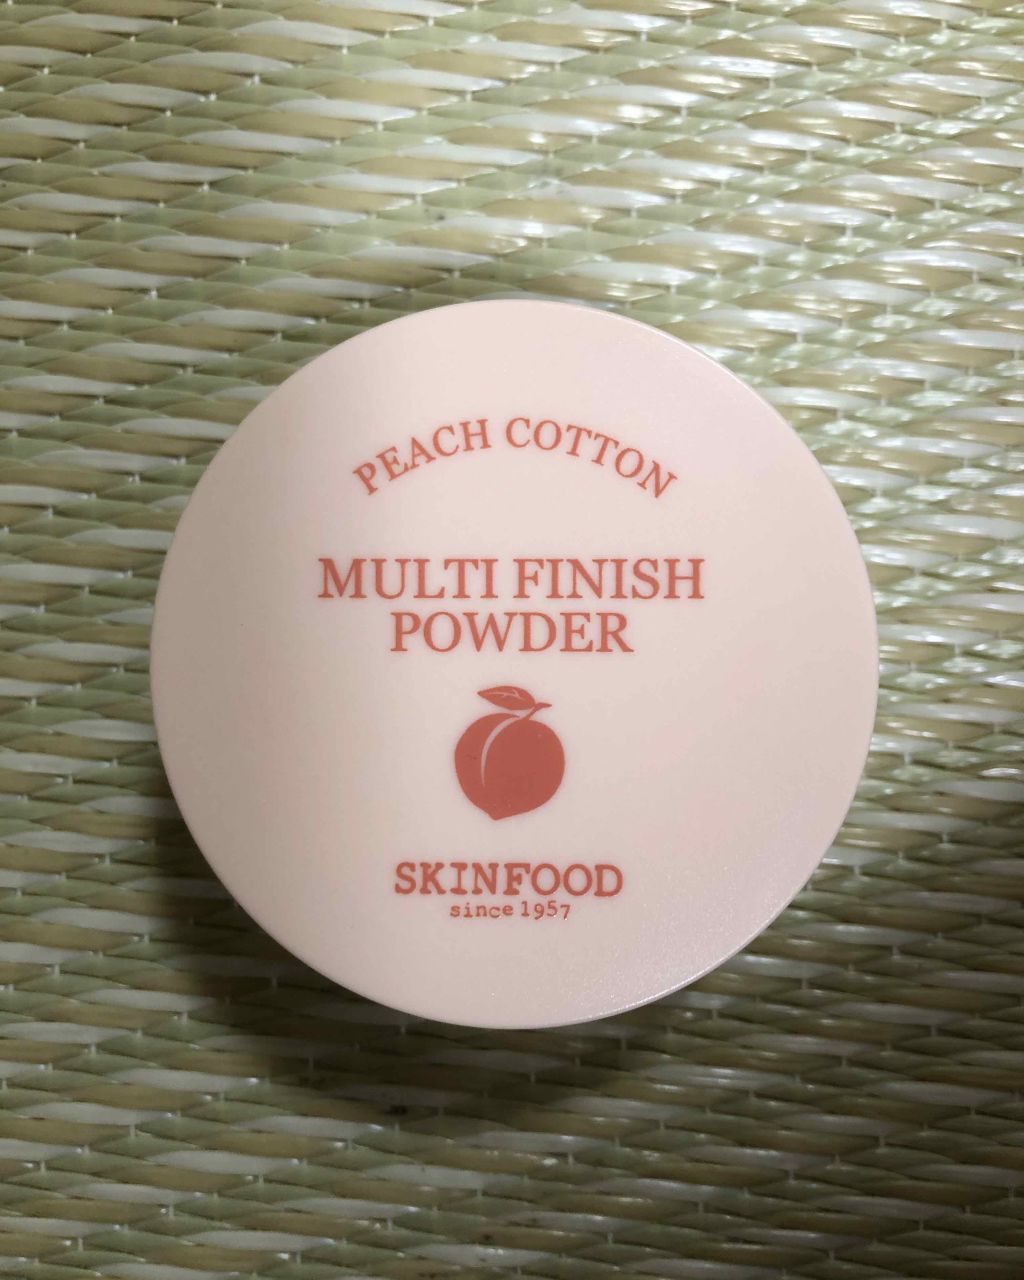 PEACH COTTON
MULTI FINISH
POWDER
SKINFOOD
since 1957